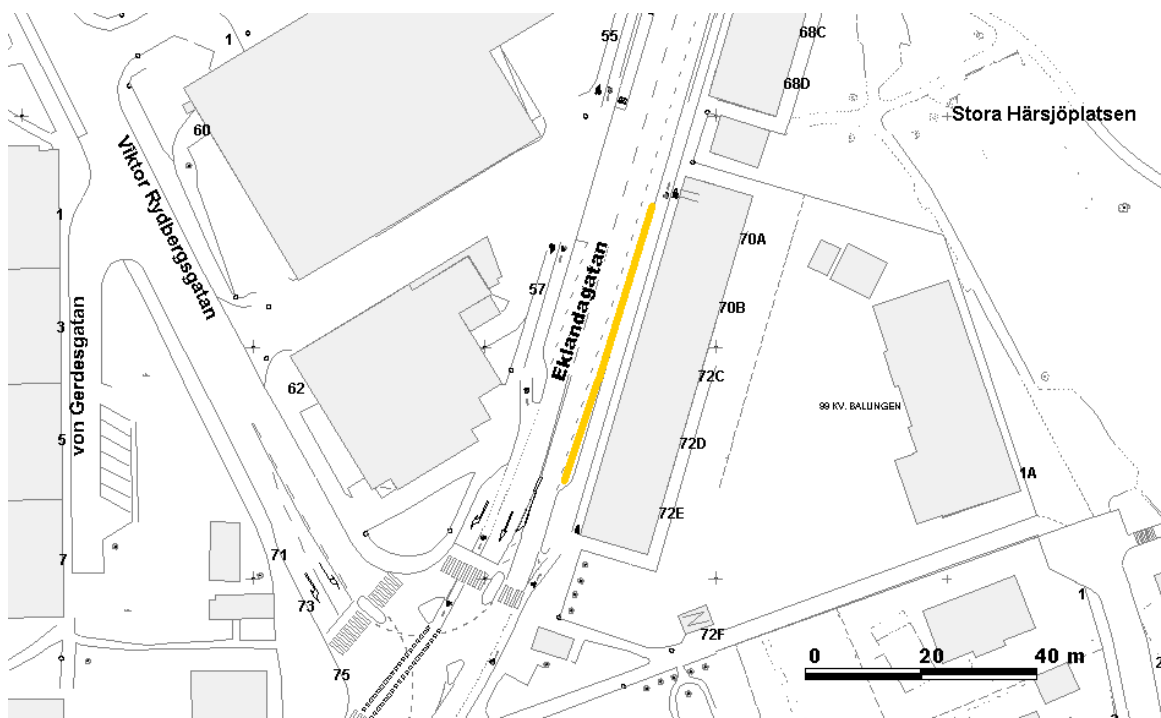 55
68C
1
68D
60
Stora Härsjöplatsen
Viktor Rydbergsgatan
1
70A
57
Eklandagatan
70B
3
von Gerdesgatan
72C
62
99 KV. BALLINGEN
5
72D
1A
72E
7
71
73
1
72F
75
0 20 40 m